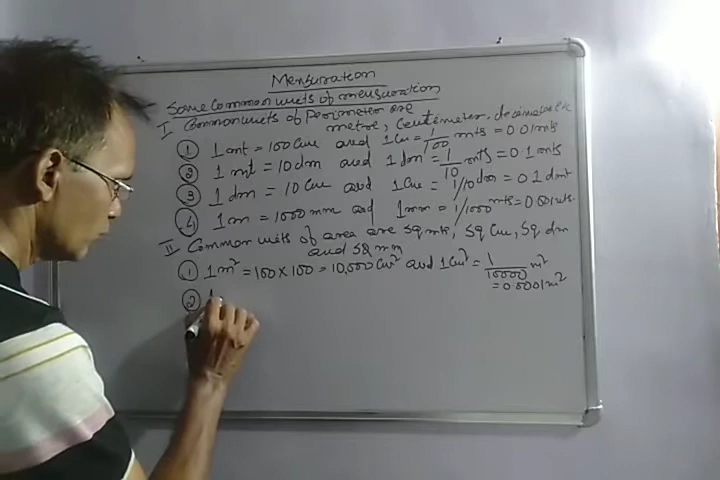 Mensuration
Some Common units of mensuration
I Common units of Perimeter are
metre, Centimeter, decimeter etc
① 1 mt = 100 cm and 1 cm = 1/100 mts = 0.01 mts
② 1 mt = 10 dm and 1 dm = 1/10 mts = 0.1 mts
③ 1 dm = 10 cm and 1 cm = 1/10 dm = 0.1 dmt
④ 1 m = 1000 mm and 1 mm = 1/1000 mts = 0.001 mts.
II Common units of area are sq mts, sq cm, sq dm
and sq mm
① 1 m² = 100 × 100 = 10,000 cm² and 1 cm² = 1/10000 m²
= 0.0001 m²
② 1